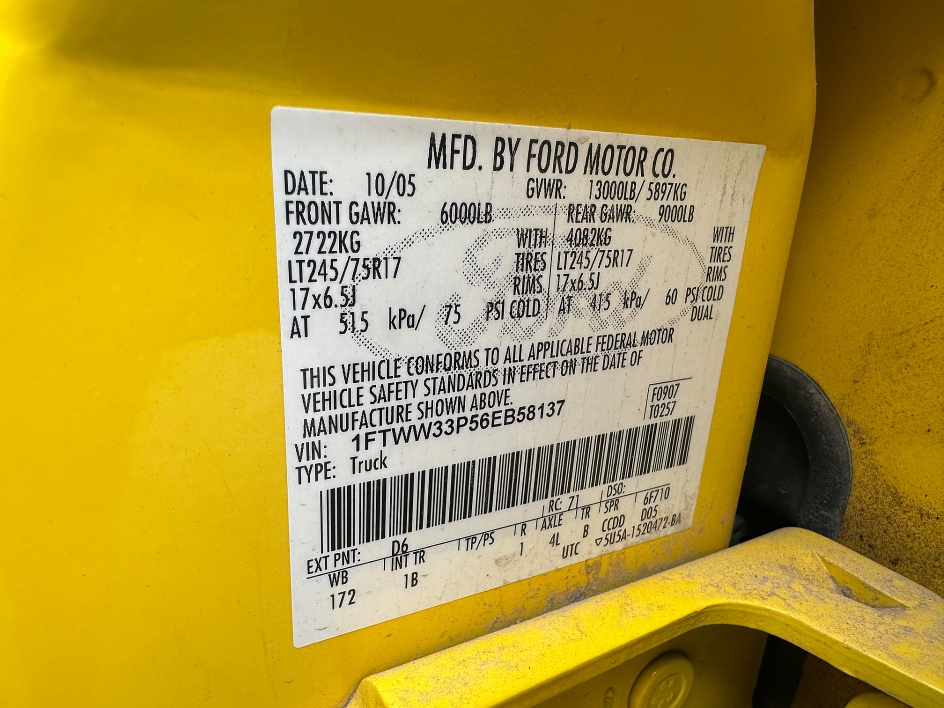 MFD. BY FORD MOTOR CO.
DATE: 10/05 GVWR: 13000LB/ 5897KG
FRONT GAWR: 6000LB REAR GAWR: 9000LB
2722KG WITH 4082KG WITH
LT245/75R17 TIRES LT245/75R17 TIRES
17x6.5J RIMS 17x6.5J RIMS
AT 515 kPa/ 75 PSI COLD AT 415 kPa/ 60 PSI COLD
DUAL
THIS VEHICLE CONFORMS TO ALL APPLICABLE FEDERAL MOTOR
VEHICLE SAFETY STANDARDS IN EFFECT ON THE DATE OF
MANUFACTURE SHOWN ABOVE.
F0907
VIN: 1FTWW33P56EB58137 T0257
TYPE: Truck
EXT PNT: D6 RC: 71 DSO:
WB INT TR TP/PS R AXLE TR SPR 6F710
172 1B 1 4L B CCDD D05
UTC ▽5U5A-1520472-BA